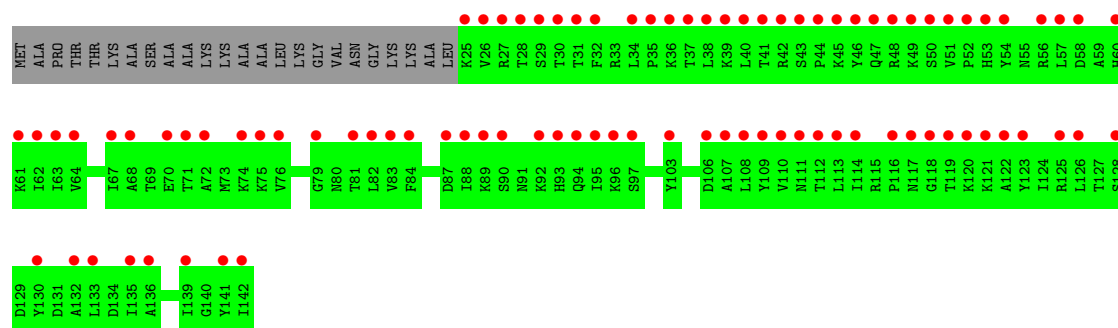 MET ALA PRO THR THR LYS ALA SER ALA ALA LYS LYS ALA ALA LEU LYS GLY VAL ASN GLY LYS LYS ALA LEU K25 V26 R27 T28 S29 T30 T31 F32 R33 L34 P35 K36 T37 L38 K39 L40 T41 R42 S43 P44 K45 Y46 Q47 R48 K49 S50 V51 P52 H53 Y54 N55 R56 L57 D58 A59 H60
K61 I62 I63 V64 I67 A68 T69 E70 T71 A72 M73 K74 K75 V76 G79 N80 T81 L82 V83 F84 D87 I88 K89 S90 N91 K92 H93 Q94 I95 K96 S97 Y103 D106 A107 L108 Y109 V110 N111 T112 L113 I114 R115 P116 N117 G118 T119 K120 K121 A122 Y123 I124 R125 L126 T127 S128
D129 Y130 D131 A132 L133 D134 I135 A136 I139 G140 Y141 I142